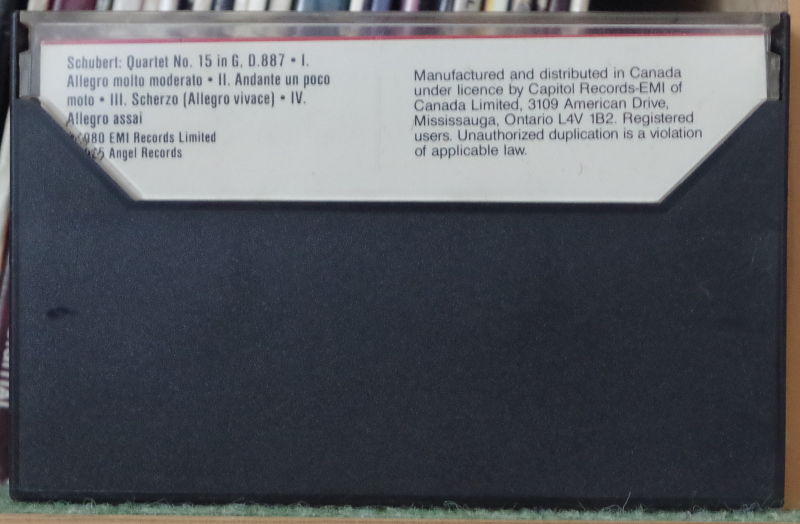 Schubert: Quartet No. 15 in G, D.887 • I.
Allegro molto moderato • II. Andante un poco
moto • III. Scherzo (Allegro vivace) • IV.
Allegro assai
980 EMI Records Limited
Angel Records
Manufactured and distributed in Canada
under licence by Capitol Records-EMI of
Canada Limited, 3109 American Drive,
Mississauga, Ontario L4V 1B2. Registered
users. Unauthorized duplication is a violation
of applicable law.